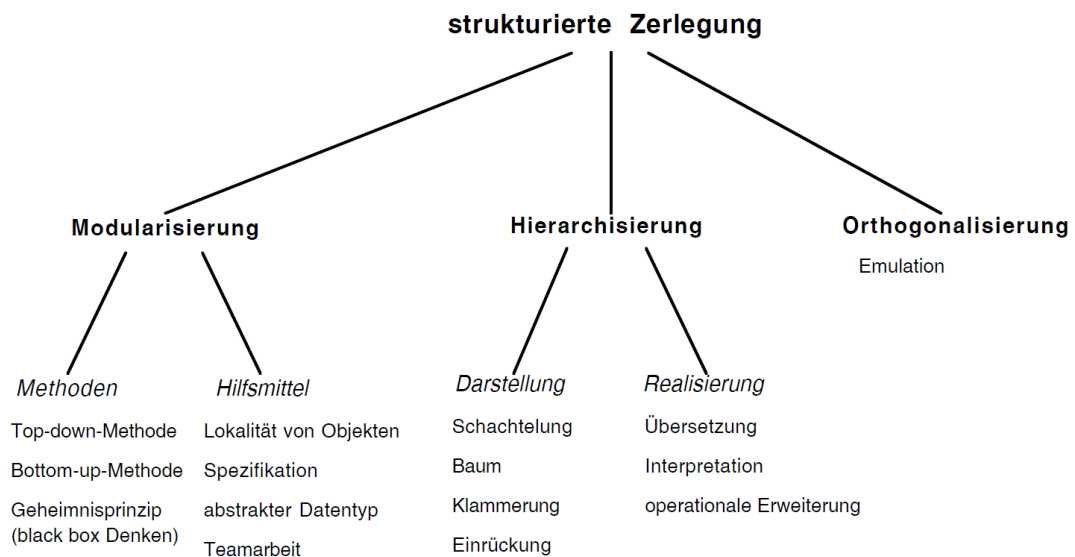 strukturierte Zerlegung
Modularisierung
Hierarchisierung
Orthogonalisierung
Emulation
Methoden
Top-down-Methode
Bottom-up-Methode
Geheimnisprinzip
(black box Denken)
Hilfsmittel
Lokalität von Objekten
Spezifikation
abstrakter Datentyp
Teamarbeit
Darstellung
Schachtelung
Baum
Klammerung
Einrückung
Realisierung
Übersetzung
Interpretation
operationale Erweiterung